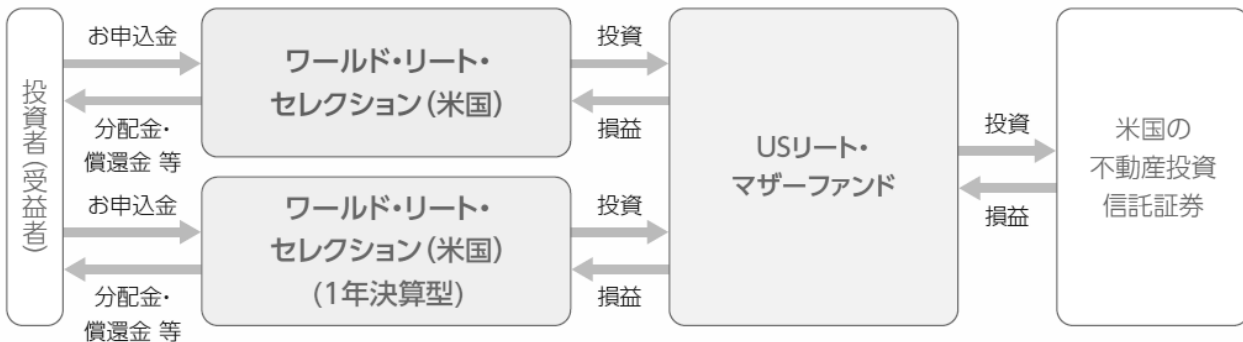 投資者(受益者)
お申込金
分配金・
償還金 等
お申込金
分配金・
償還金 等
ワールド・リート・
セレクション(米国)
ワールド・リート・
セレクション(米国)
(1年決算型)
投資
損益
投資
損益
USリート・
マザーファンド
投資
損益
米国の
不動産投資
信託証券